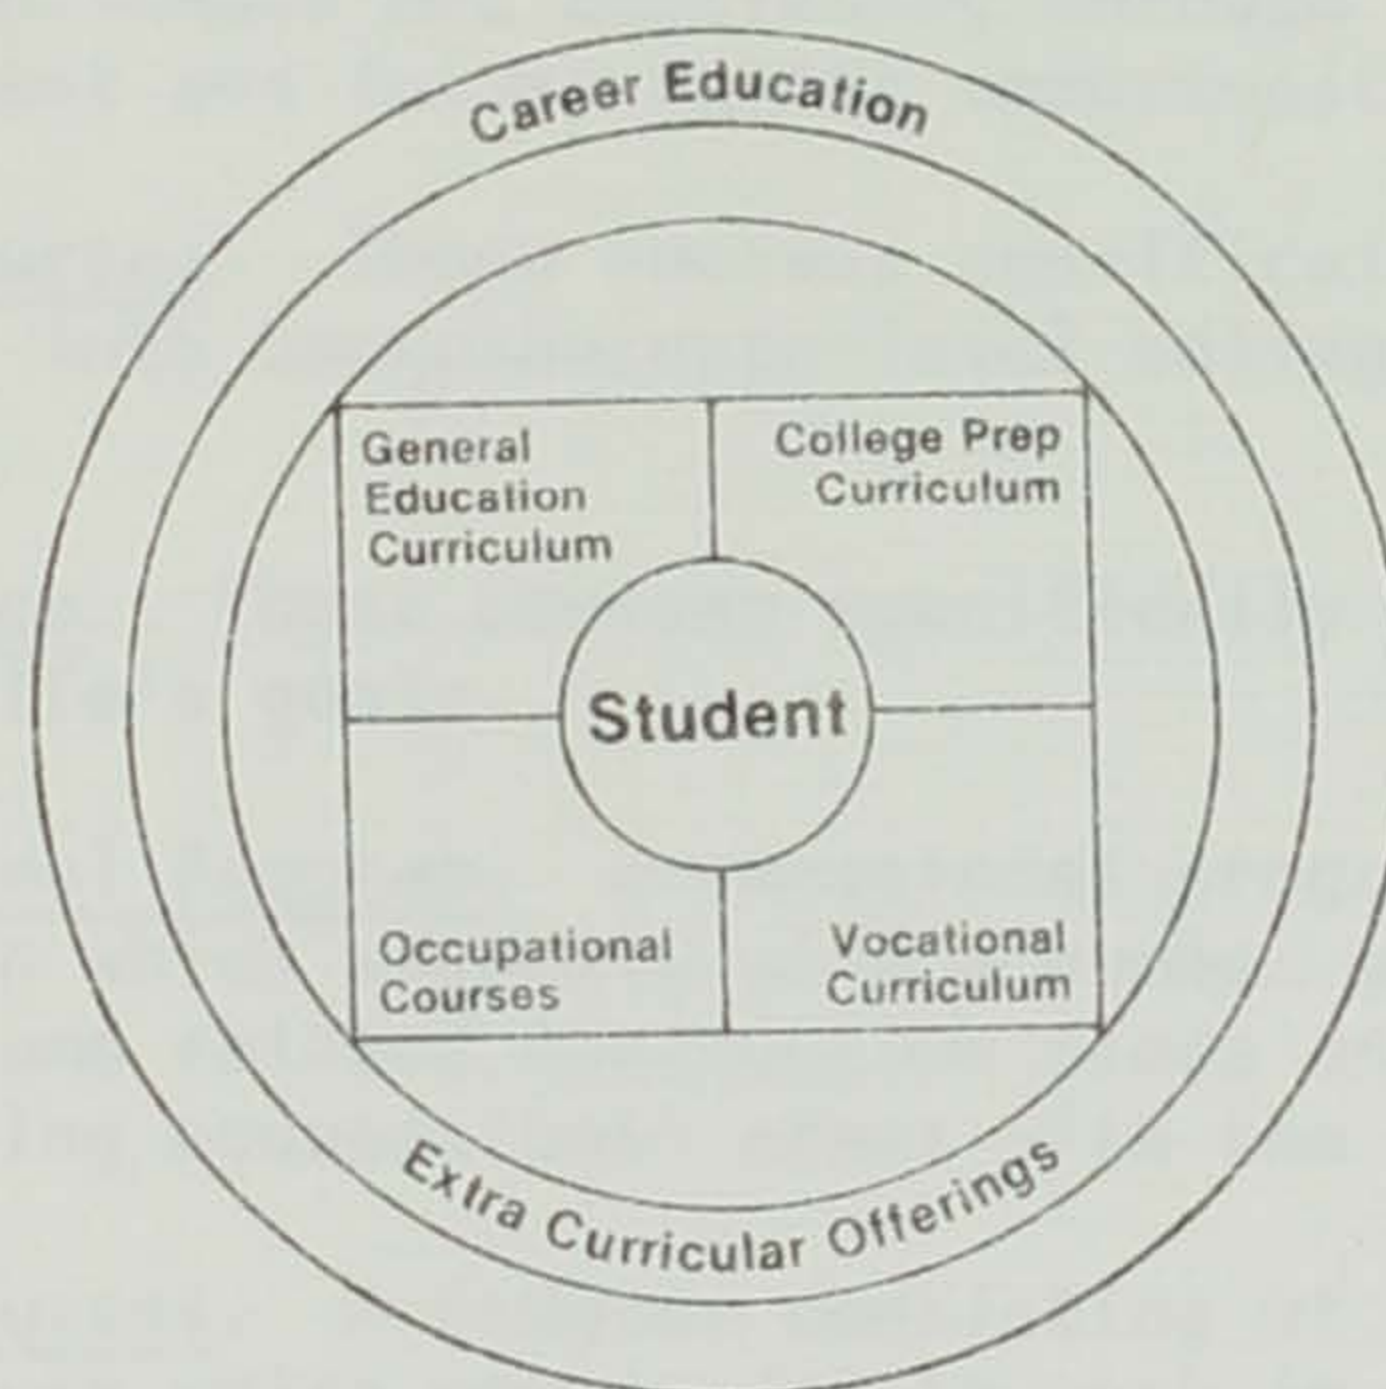 Career Education
General
Education
Curriculum
College Prep
Curriculum
Student
Occupational
Courses
Vocational
Curriculum
Extra Curricular Offerings